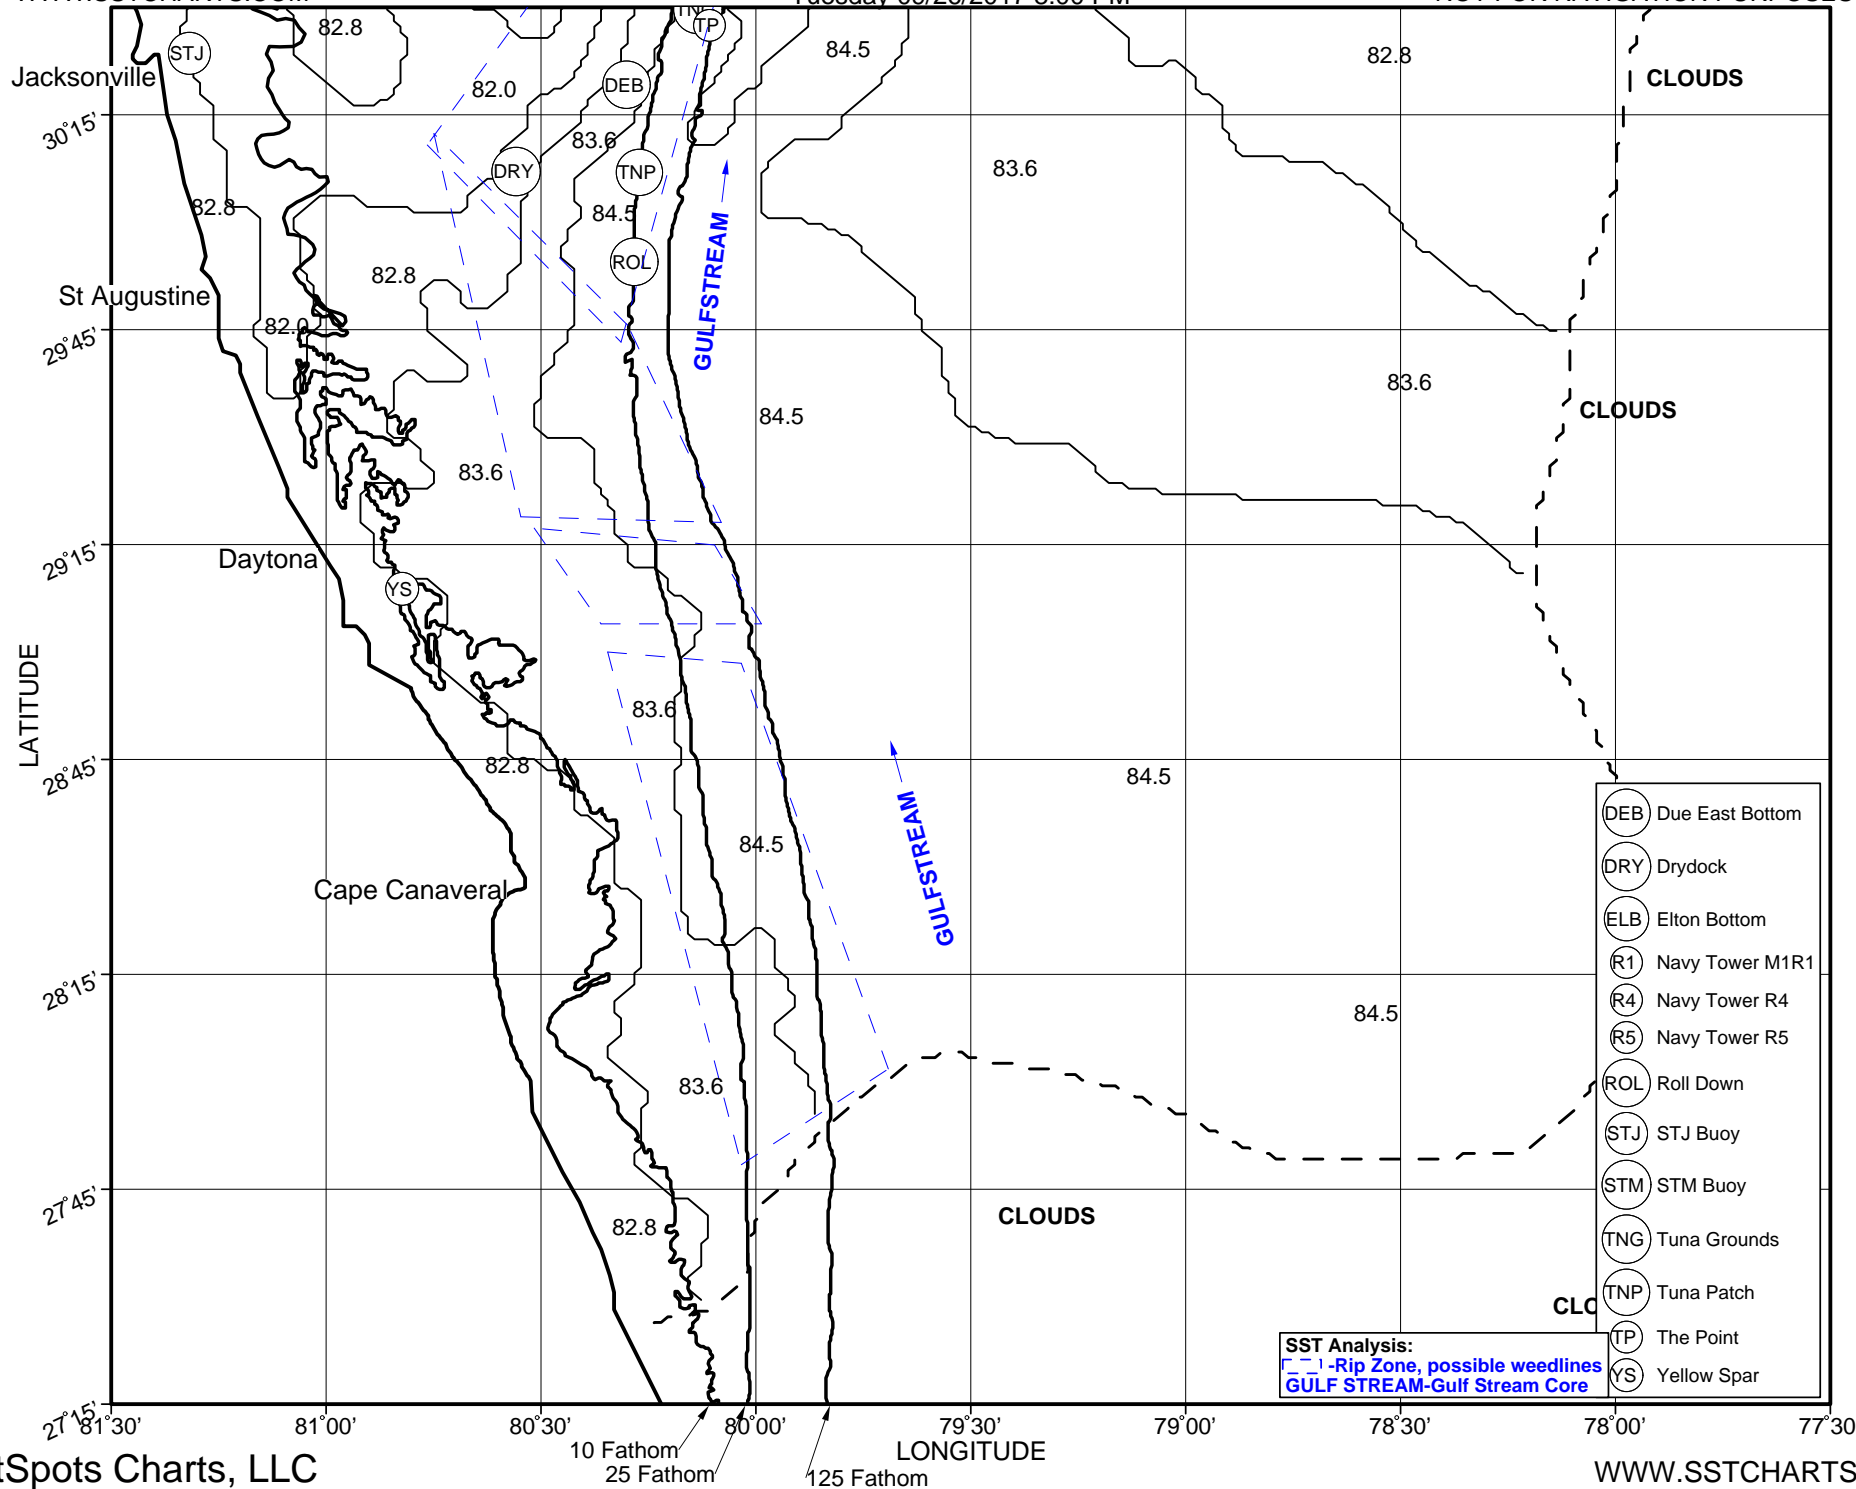 82.8
84.5
82.8
TP
STJ
Jacksonville
CLOUDS
DEB
82.0
30°15'
83.6
DRY
TNP
83.6
82.8
84.5
GULFSTREAM
ROL
82.8
St Augustine
82.0
29°45'
83.6
84.5
CLOUDS
83.6
29°15'
Daytona
YS
LATITUDE
83.6
28°45'
82.8
84.5
GULFSTREAM
84.5
Cape Canaveral
28°15'
84.5
83.6
27°45'
82.8
CLOUDS
DEB Due East Bottom
DRY Drydock
ELB Elton Bottom
R1 Navy Tower M1R1
R4 Navy Tower R4
R5 Navy Tower R5
ROL Roll Down
STJ STJ Buoy
STM STM Buoy
TNG Tuna Grounds
TNP Tuna Patch
TP The Point
YS Yellow Spar
CLO
SST Analysis:
-Rip Zone, possible weedlines
GULF STREAM-Gulf Stream Core
27°15'
81°30' 81°00' 80°30' 80°00' 79°30' 79°00' 78°30' 78°00' 77°30'
10 Fathom
LONGITUDE
25 Fathom
125 Fathom
tSpots Charts, LLC
WWW.SSTCHARTS